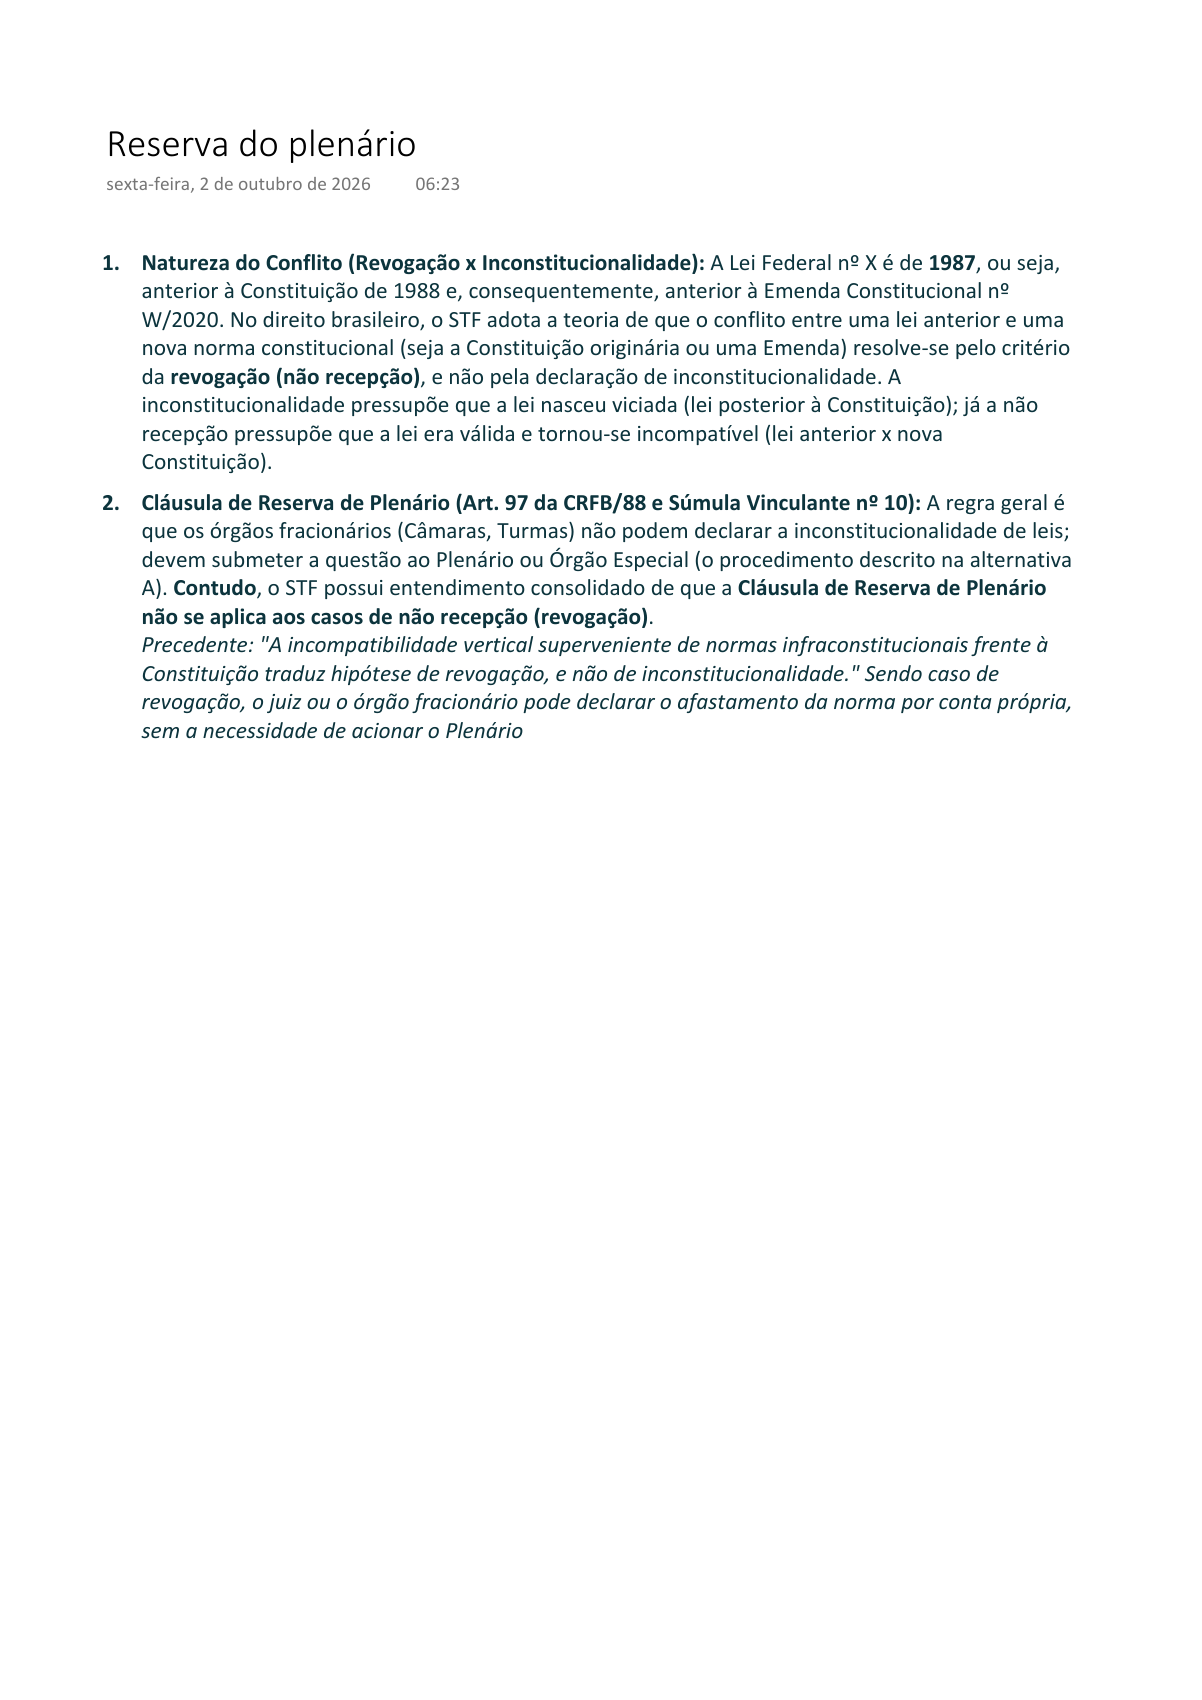 Reserva do plenário
sexta-feira, 2 de outubro de 2026 06:23
1. Natureza do Conflito (Revogação x Inconstitucionalidade): A Lei Federal nº X é de 1987, ou seja,
anterior à Constituição de 1988 e, consequentemente, anterior à Emenda Constitucional nº
W/2020. No direito brasileiro, o STF adota a teoria de que o conflito entre uma lei anterior e uma
nova norma constitucional (seja a Constituição originária ou uma Emenda) resolve-se pelo critério
da revogação (não recepção), e não pela declaração de inconstitucionalidade. A
inconstitucionalidade pressupõe que a lei nasceu viciada (lei posterior à Constituição); já a não
recepção pressupõe que a lei era válida e tornou-se incompatível (lei anterior x nova
Constituição).
2. Cláusula de Reserva de Plenário (Art. 97 da CRFB/88 e Súmula Vinculante nº 10): A regra geral é
que os órgãos fracionários (Câmaras, Turmas) não podem declarar a inconstitucionalidade de leis;
devem submeter a questão ao Plenário ou Órgão Especial (o procedimento descrito na alternativa
A). Contudo, o STF possui entendimento consolidado de que a Cláusula de Reserva de Plenário
não se aplica aos casos de não recepção (revogação).
Precedente: "A incompatibilidade vertical superveniente de normas infraconstitucionais frente à
Constituição traduz hipótese de revogação, e não de inconstitucionalidade." Sendo caso de
revogação, o juiz ou o órgão fracionário pode declarar o afastamento da norma por conta própria,
sem a necessidade de acionar o Plenário